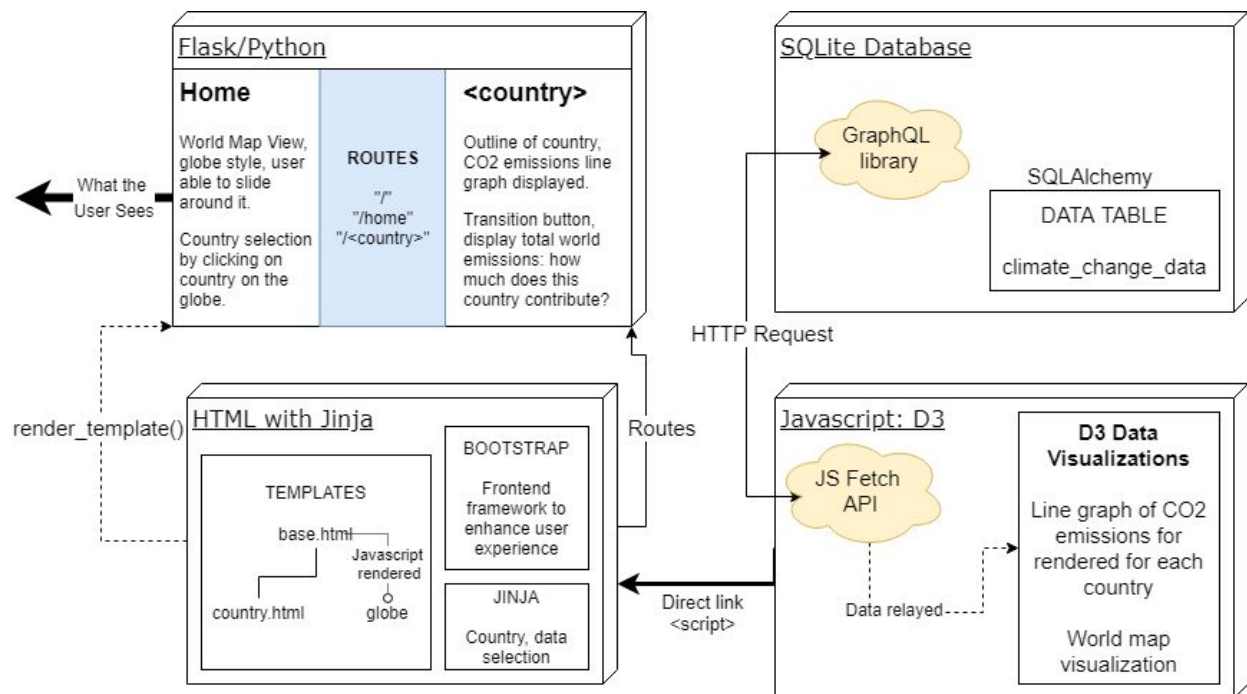 Flask/Python
Home
World Map View,
globe style, user
able to slide
around it.
Country selection
by clicking on
country on the
globe.
ROUTES
"/"
"/home"
"/<country>"
<country>
Outline of country,
CO2 emissions line
graph displayed.
Transition button,
display total world
emissions: how
much does this
country contribute?
What the
User Sees
SQLite Database
GraphQL
library
SQLAlchemy
DATA TABLE
climate_change_data
HTTP Request
render_template()
HTML with Jinja
TEMPLATES
base.html
Javascript
rendered
country.html
globe
BOOTSTRAP
Frontend
framework to
enhance user
experience
JINJA
Country, data
selection
Routes
Direct link
<script>
Javascript: D3
JS Fetch
API
Data relayed
D3 Data
Visualizations
Line graph of CO2
emissions for
rendered for each
country
World map
visualization